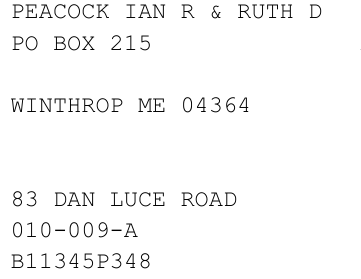 PEACOCK IAN R & RUTH D
PO BOX 215
WINTHROP ME 04364
83 DAN LUCE ROAD
010-009-A
B11345P348